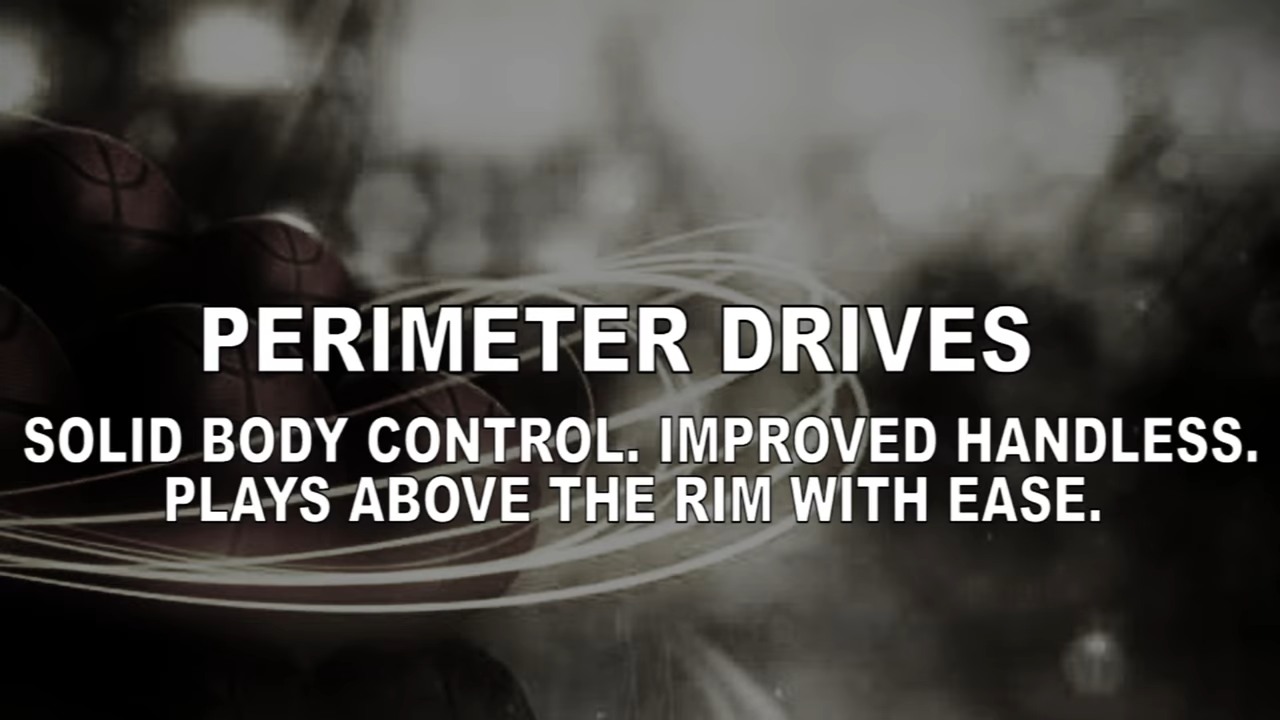 PERIMETER DRIVES
SOLID BODY CONTROL. IMPROVED HANDLESS.
PLAYS ABOVE THE RIM WITH EASE.